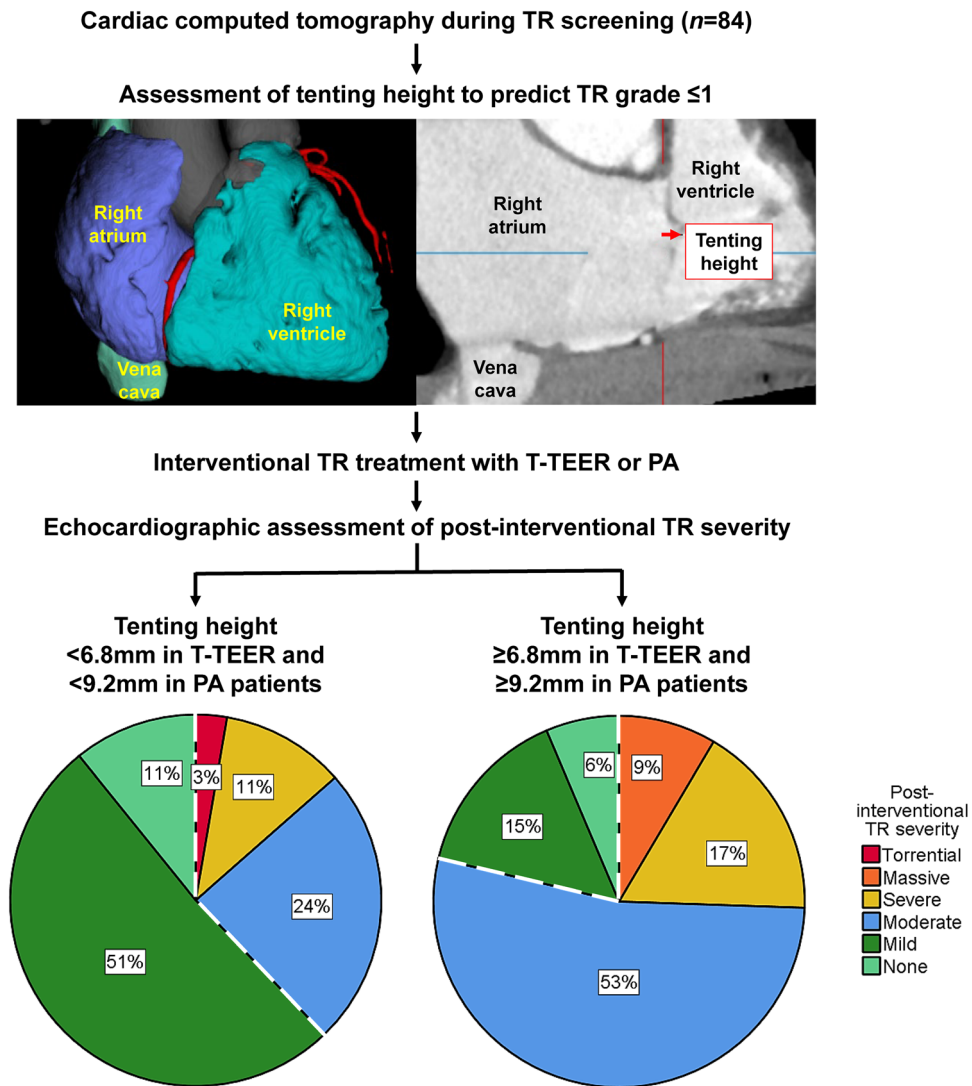 Cardiac computed tomography during TR screening (n=84)
Assessment of tenting height to predict TR grade ≤1
Right
atrium
Right
ventricle
Vena
cava
Right
atrium
Right
ventricle
Tenting
height
Vena
cava
Interventional TR treatment with T-TEER or PA
Echocardiographic assessment of post-interventional TR severity
Tenting height
<6.8mm in T-TEER and
<9.2mm in PA patients
Tenting height
≥6.8mm in T-TEER and
≥9.2mm in PA patients
11%
3%
11%
24%
51%
6%
9%
15%
17%
53%
Post-
interventional
TR severity
Torrential
Massive
Severe
Moderate
Mild
None